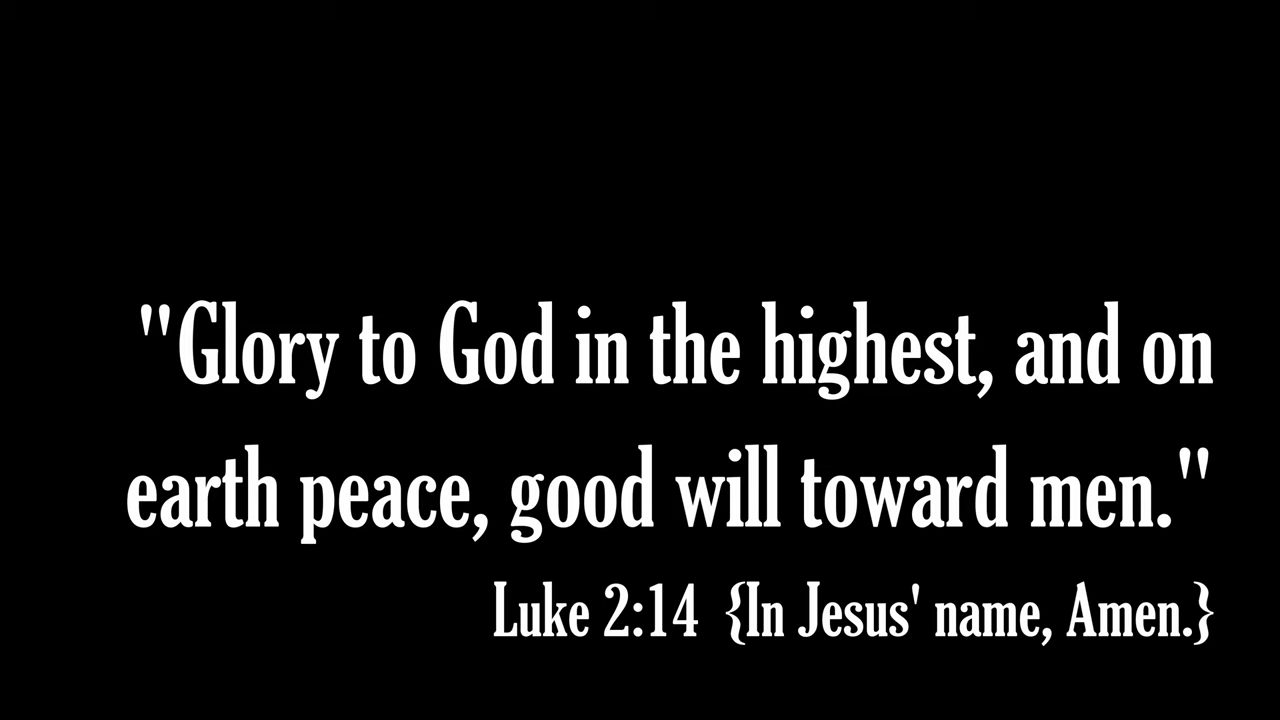 "Glory to God in the highest, and on
earth peace, good will toward men."
Luke 2:14  {In Jesus' name, Amen.}